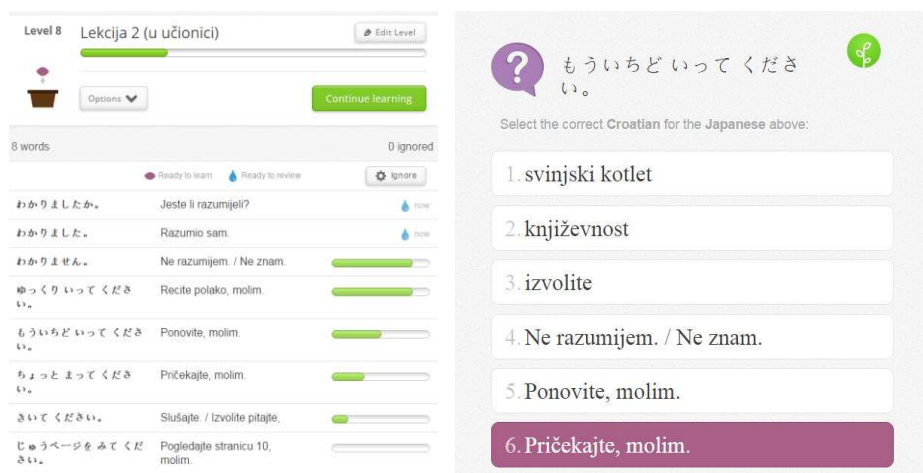 Level 8
Lekcija 2 (u učionici)
Edit Level
Options
Continue learning
8 words
0 ignored
Ready to learn
Ready to review
Ignore
わかりましたか。
Jeste li razumijeli?
now
わかりました。
Razumio sam.
now
わかりません。
Ne razumijem. / Ne znam.
ゆっくり いって くださ
い。
Recite polako, molim.
もういちど いって くださ
い。
Ponovite, molim.
ちょっと まって くださ
い。
Pričekajte, molim.
きいて ください。
Slušajte. / Izvolite pitajte,
じゅうページを みて くだ
さい。
Pogledajte stranicu 10,
molim.
?
もういちど いって くださ
い。
Select the correct Croatian for the Japanese above:
1. svinjski kotlet
2. književnost
3. izvolite
4. Ne razumijem. / Ne znam.
5. Ponovite, molim.
6. Pričekajte, molim.